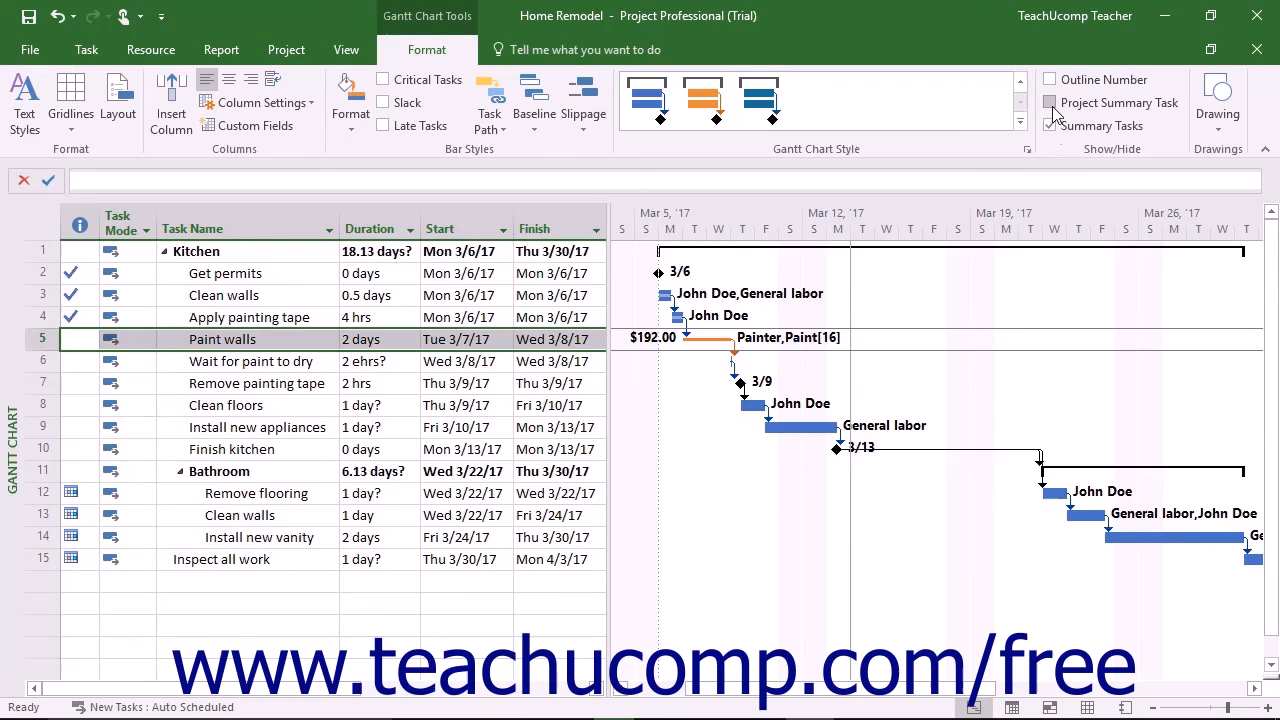 Gantt Chart Tools
Home Remodel - Project Professional (Trial)
TeachUcomp Teacher
File Task Resource Report Project View Format Tell me what you want to do
Text Styles
Gridlines
Layout
Format
Insert Column
Column Settings
Custom Fields
Columns
Format
Critical Tasks
Slack
Late Tasks
Task Path
Baseline
Slippage
Bar Styles
Gantt Chart Style
Outline Number
Project Summary Task
Summary Tasks
Show/Hide
Drawing
Drawings
GANTT CHART
Task Mode Task Name Duration Start Finish
1 Kitchen 18.13 days? Mon 3/6/17 Thu 3/30/17
2 Get permits 0 days Mon 3/6/17 Mon 3/6/17
3 Clean walls 0.5 days Mon 3/6/17 Mon 3/6/17
4 Apply painting tape 4 hrs Mon 3/6/17 Mon 3/6/17
5 Paint walls 2 days Tue 3/7/17 Wed 3/8/17
6 Wait for paint to dry 2 ehrs? Wed 3/8/17 Wed 3/8/17
7 Remove painting tape 2 hrs Thu 3/9/17 Thu 3/9/17
8 Clean floors 1 day? Thu 3/9/17 Fri 3/10/17
9 Install new appliances 1 day? Fri 3/10/17 Mon 3/13/17
10 Finish kitchen 0 days Mon 3/13/17 Mon 3/13/17
11 Bathroom 6.13 days? Wed 3/22/17 Thu 3/30/17
12 Remove flooring 1 day? Wed 3/22/17 Wed 3/22/17
13 Clean walls 1 day Wed 3/22/17 Fri 3/24/17
14 Install new vanity 2 days Fri 3/24/17 Thu 3/30/17
15 Inspect all work 1 day? Thu 3/30/17 Mon 4/3/17
Mar 5, '17 Mar 12, '17 Mar 19, '17 Mar 26, '17
S S M T W T F S S M T W T F S S M T W T F S S M T W T
3/6
John Doe,General labor
John Doe
$192.00 Painter,Paint[16]
3/9
John Doe
General labor
3/13
John Doe
General labor,John Doe
Ge
www.teachucomp.com/free
Ready New Tasks : Auto Scheduled